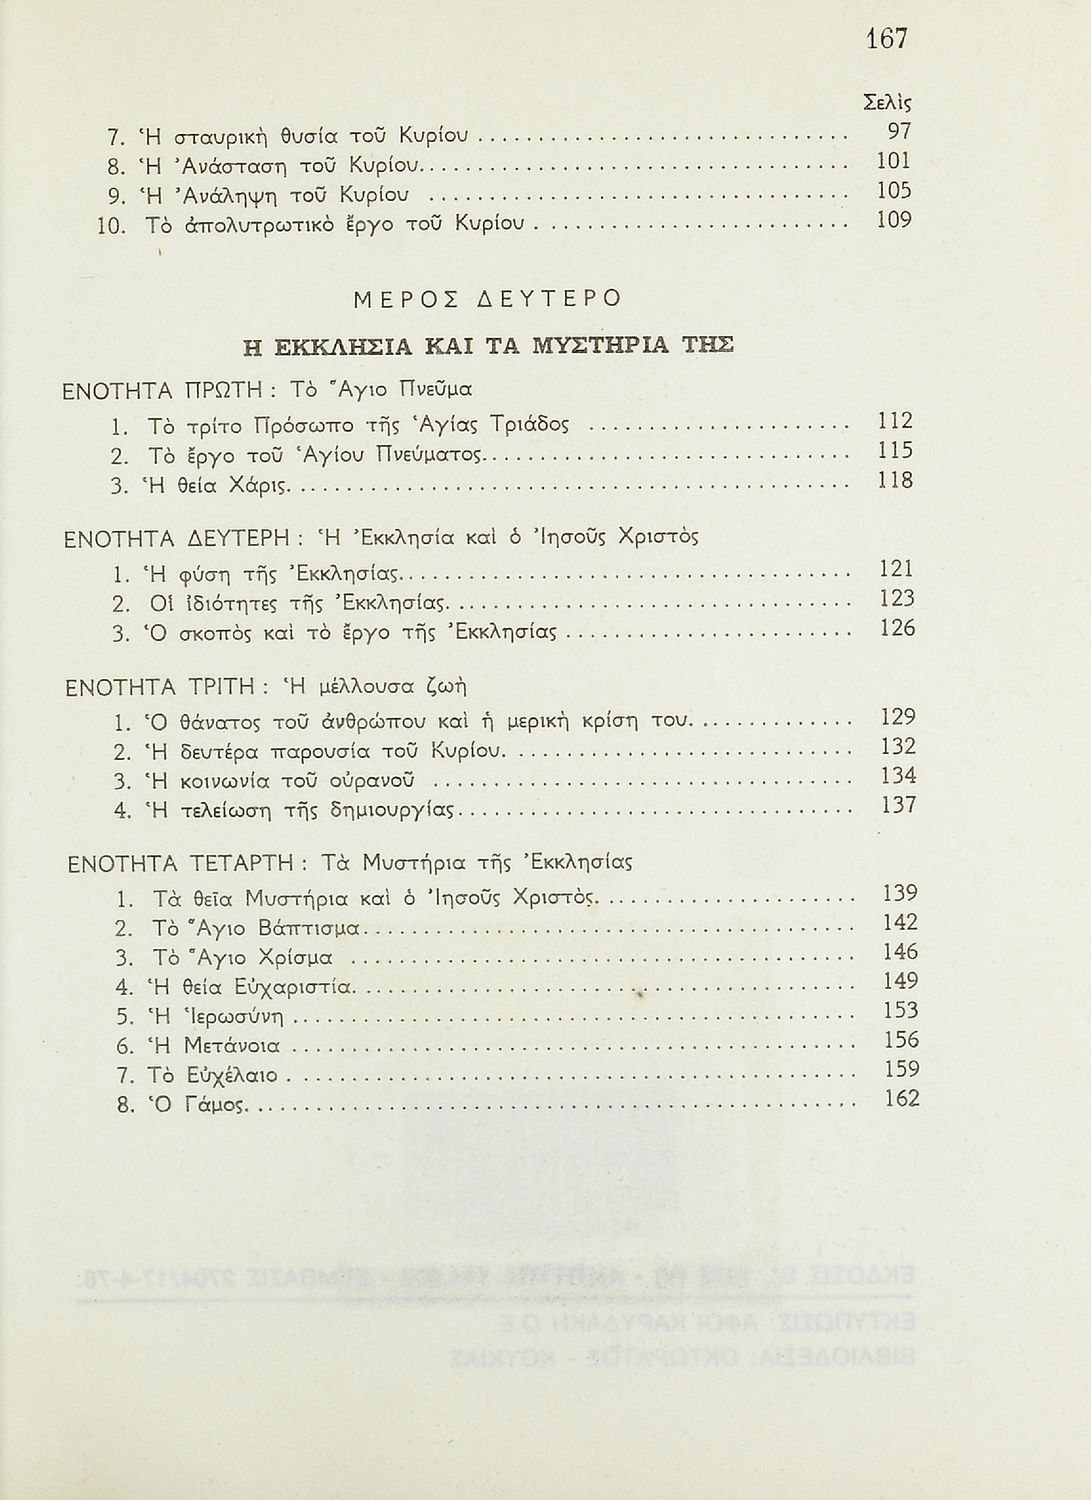 167
Σελὶς
7. Ἡ σταυρικὴ θυσία τοῦ Κυρίου . . . . . . . . . . . . . . . . . . . . 97
8. Ἡ Ἀνάσταση τοῦ Κυρίου. . . . . . . . . . . . . . . . . . . . 101
9. Ἡ Ἀνάληψη τοῦ Κυρίου . . . . . . . . . . . . . . . . . . . . 105
10. Τὸ ἀπολυτρωτικὸ ἔργο τοῦ Κυρίου . . . . . . . . . . . . . . . . . . . . 109
ΜΕΡΟΣ ΔΕΥΤΕΡΟ
Η ΕΚΚΛΗΣΙΑ ΚΑΙ ΤΑ ΜΥΣΤΗΡΙΑ ΤΗΣ
ΕΝΟΤΗΤΑ ΠΡΩΤΗ : Τὸ Ἅγιο Πνεῦμα
1. Τὸ τρίτο Πρόσωπο τῆς Ἁγίας Τριάδος . . . . . . . . . . . . . . . . . . . . 112
2. Τὸ ἔργο τοῦ Ἁγίου Πνεύματος. . . . . . . . . . . . . . . . . . . . 115
3. Ἡ θεία Χάρις. . . . . . . . . . . . . . . . . . . . 118
ΕΝΟΤΗΤΑ ΔΕΥΤΕΡΗ : Ἡ Ἐκκλησία καὶ ὁ Ἰησοῦς Χριστὸς
1. Ἡ φύση τῆς Ἐκκλησίας. . . . . . . . . . . . . . . . . . . . 121
2. Οἱ ἰδιότητες τῆς Ἐκκλησίας. . . . . . . . . . . . . . . . . . . . 123
3. Ὁ σκοπὸς καὶ τὸ ἔργο τῆς Ἐκκλησίας . . . . . . . . . . . . . . . . . . . . 126
ΕΝΟΤΗΤΑ ΤΡΙΤΗ : Ἡ μέλλουσα ζωὴ
1. Ὁ θάνατος τοῦ ἀνθρώπου καὶ ἡ μερικὴ κρίση του. . . . . . . . . . . . . . 129
2. Ἡ δευτέρα παρουσία τοῦ Κυρίου. . . . . . . . . . . . . . . . . . . . 132
3. Ἡ κοινωνία τοῦ οὐρανοῦ . . . . . . . . . . . . . . . . . . . . 134
4. Ἡ τελείωση τῆς δημιουργίας. . . . . . . . . . . . . . . . . . . . 137
ΕΝΟΤΗΤΑ ΤΕΤΑΡΤΗ : Τὰ Μυστήρια τῆς Ἐκκλησίας
1. Τὰ θεῖα Μυστήρια καὶ ὁ Ἰησοῦς Χριστὸς. . . . . . . . . . . . . . . . . . . . 139
2. Τὸ Ἅγιο Βάπτισμα. . . . . . . . . . . . . . . . . . . . 142
3. Τὸ Ἅγιο Χρίσμα . . . . . . . . . . . . . . . . . . . . 146
4. Ἡ θεία Εὐχαριστία. . . . . . . . . . . . . . . . . . . . 149
5. Ἡ Ἱερωσύνη . . . . . . . . . . . . . . . . . . . . 153
6. Ἡ Μετάνοια . . . . . . . . . . . . . . . . . . . . 156
7. Τὸ Εὐχέλαιο . . . . . . . . . . . . . . . . . . . . 159
8. Ὁ Γάμος. . . . . . . . . . . . . . . . . . . . 162